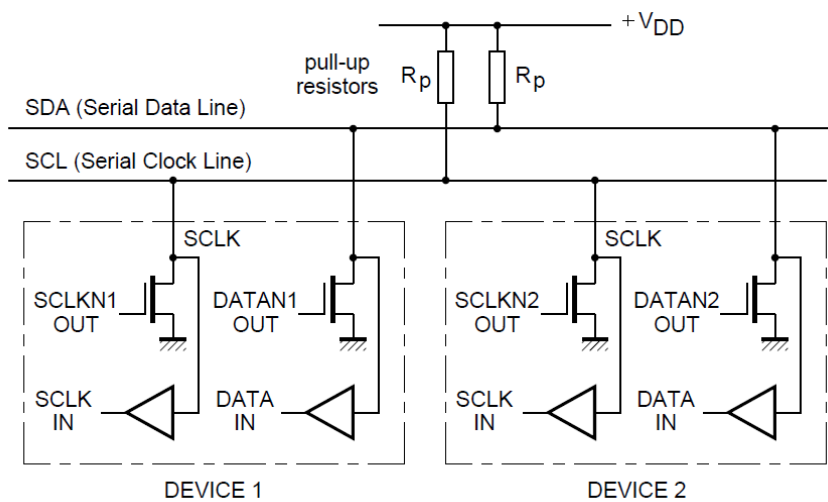 +VDD
pull-up
resistors
Rp
Rp
SDA (Serial Data Line)
SCL (Serial Clock Line)
SCLK
SCLK
SCLKN1
OUT
DATAN1
OUT
SCLKN2
OUT
DATAN2
OUT
SCLK
IN
DATA
IN
SCLK
IN
DATA
IN
DEVICE 1
DEVICE 2